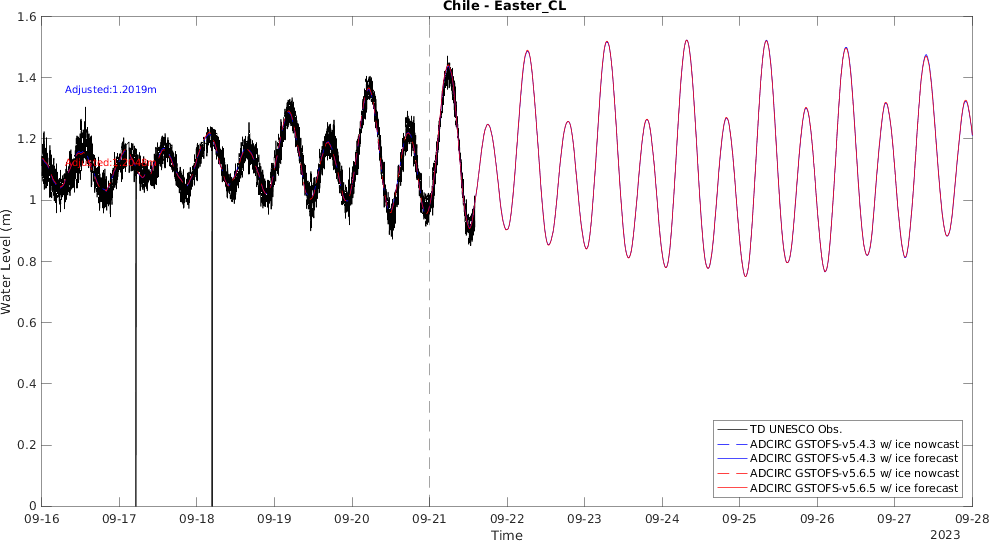 Chile - Easter_CL
1.6
1.4
1.2
1
0.8
0.6
0.4
0.2
0
Water Level (m)
Adjusted:1.2019m
TD UNESCO Obs.
ADCIRC GSTOFS-v5.4.3 w/ ice nowcast
ADCIRC GSTOFS-v5.4.3 w/ ice forecast
ADCIRC GSTOFS-v5.6.5 w/ ice nowcast
ADCIRC GSTOFS-v5.6.5 w/ ice forecast
09-16 09-17 09-18 09-19 09-20 09-21 09-22 09-23 09-24 09-25 09-26 09-27 09-28
Time
2023